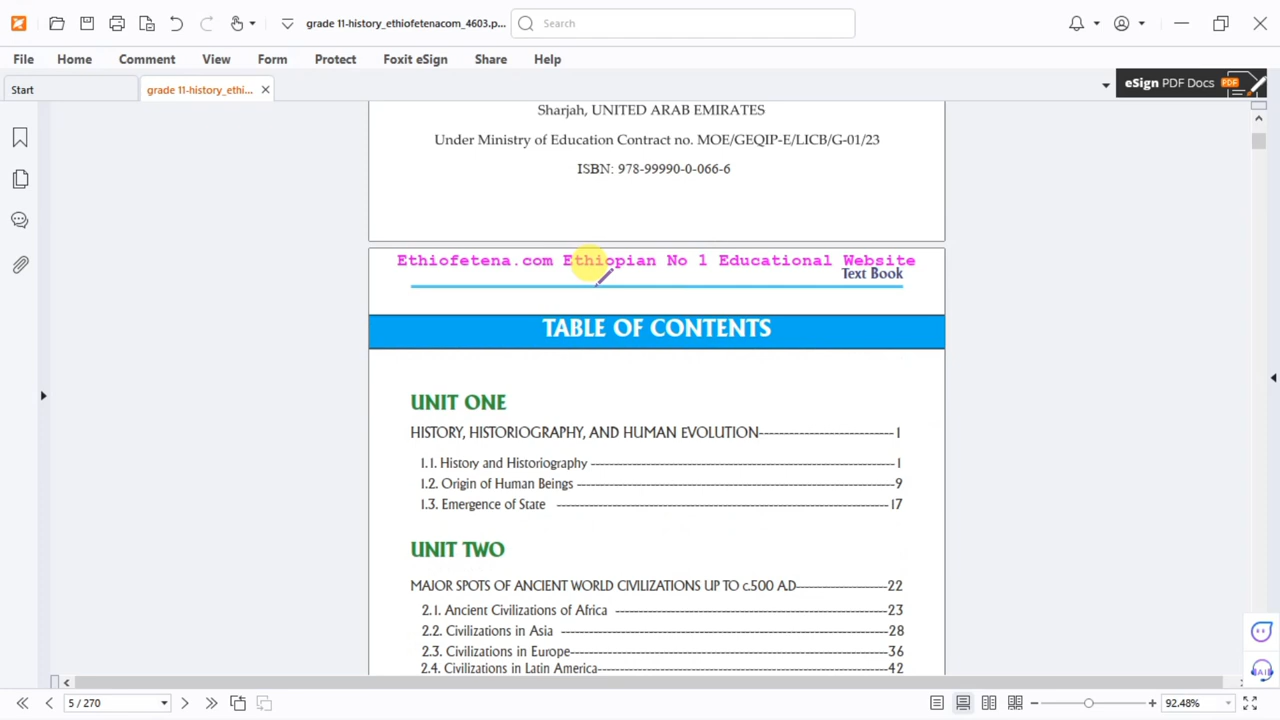 grade 11-history_ethiofetenacom_4603.p...
Search
File Home Comment View Form Protect Foxit eSign Share Help
Start
grade 11-history_ethi...
eSign PDF Docs
PDF
Sharjah, UNITED ARAB EMIRATES
Under Ministry of Education Contract no. MOE/GEQIP-E/LICB/G-01/23
ISBN: 978-99990-0-066-6
Ethiofetena.com Ethiopian No 1 Educational Website
Text Book
TABLE OF CONTENTS
UNIT ONE
HISTORY, HISTORIOGRAPHY, AND HUMAN EVOLUTION--------------------------1
1.1. History and Historiography ------------------------------------------------------------1
1.2. Origin of Human Beings --------------------------------------------------------------9
1.3. Emergence of State ----------------------------------------------------------------17
UNIT TWO
MAJOR SPOTS OF ANCIENT WORLD CIVILIZATIONS UP TO c.500 A.D-----------------22
2.1. Ancient Civilizations of Africa -----------------------------------------------------23
2.2. Civilizations in Asia ----------------------------------------------------------------28
2.3. Civilizations in Europe--------------------------------------------------------------36
2.4. Civilizations in Latin America--------------------------------------------------------42
5 / 270
92.48%